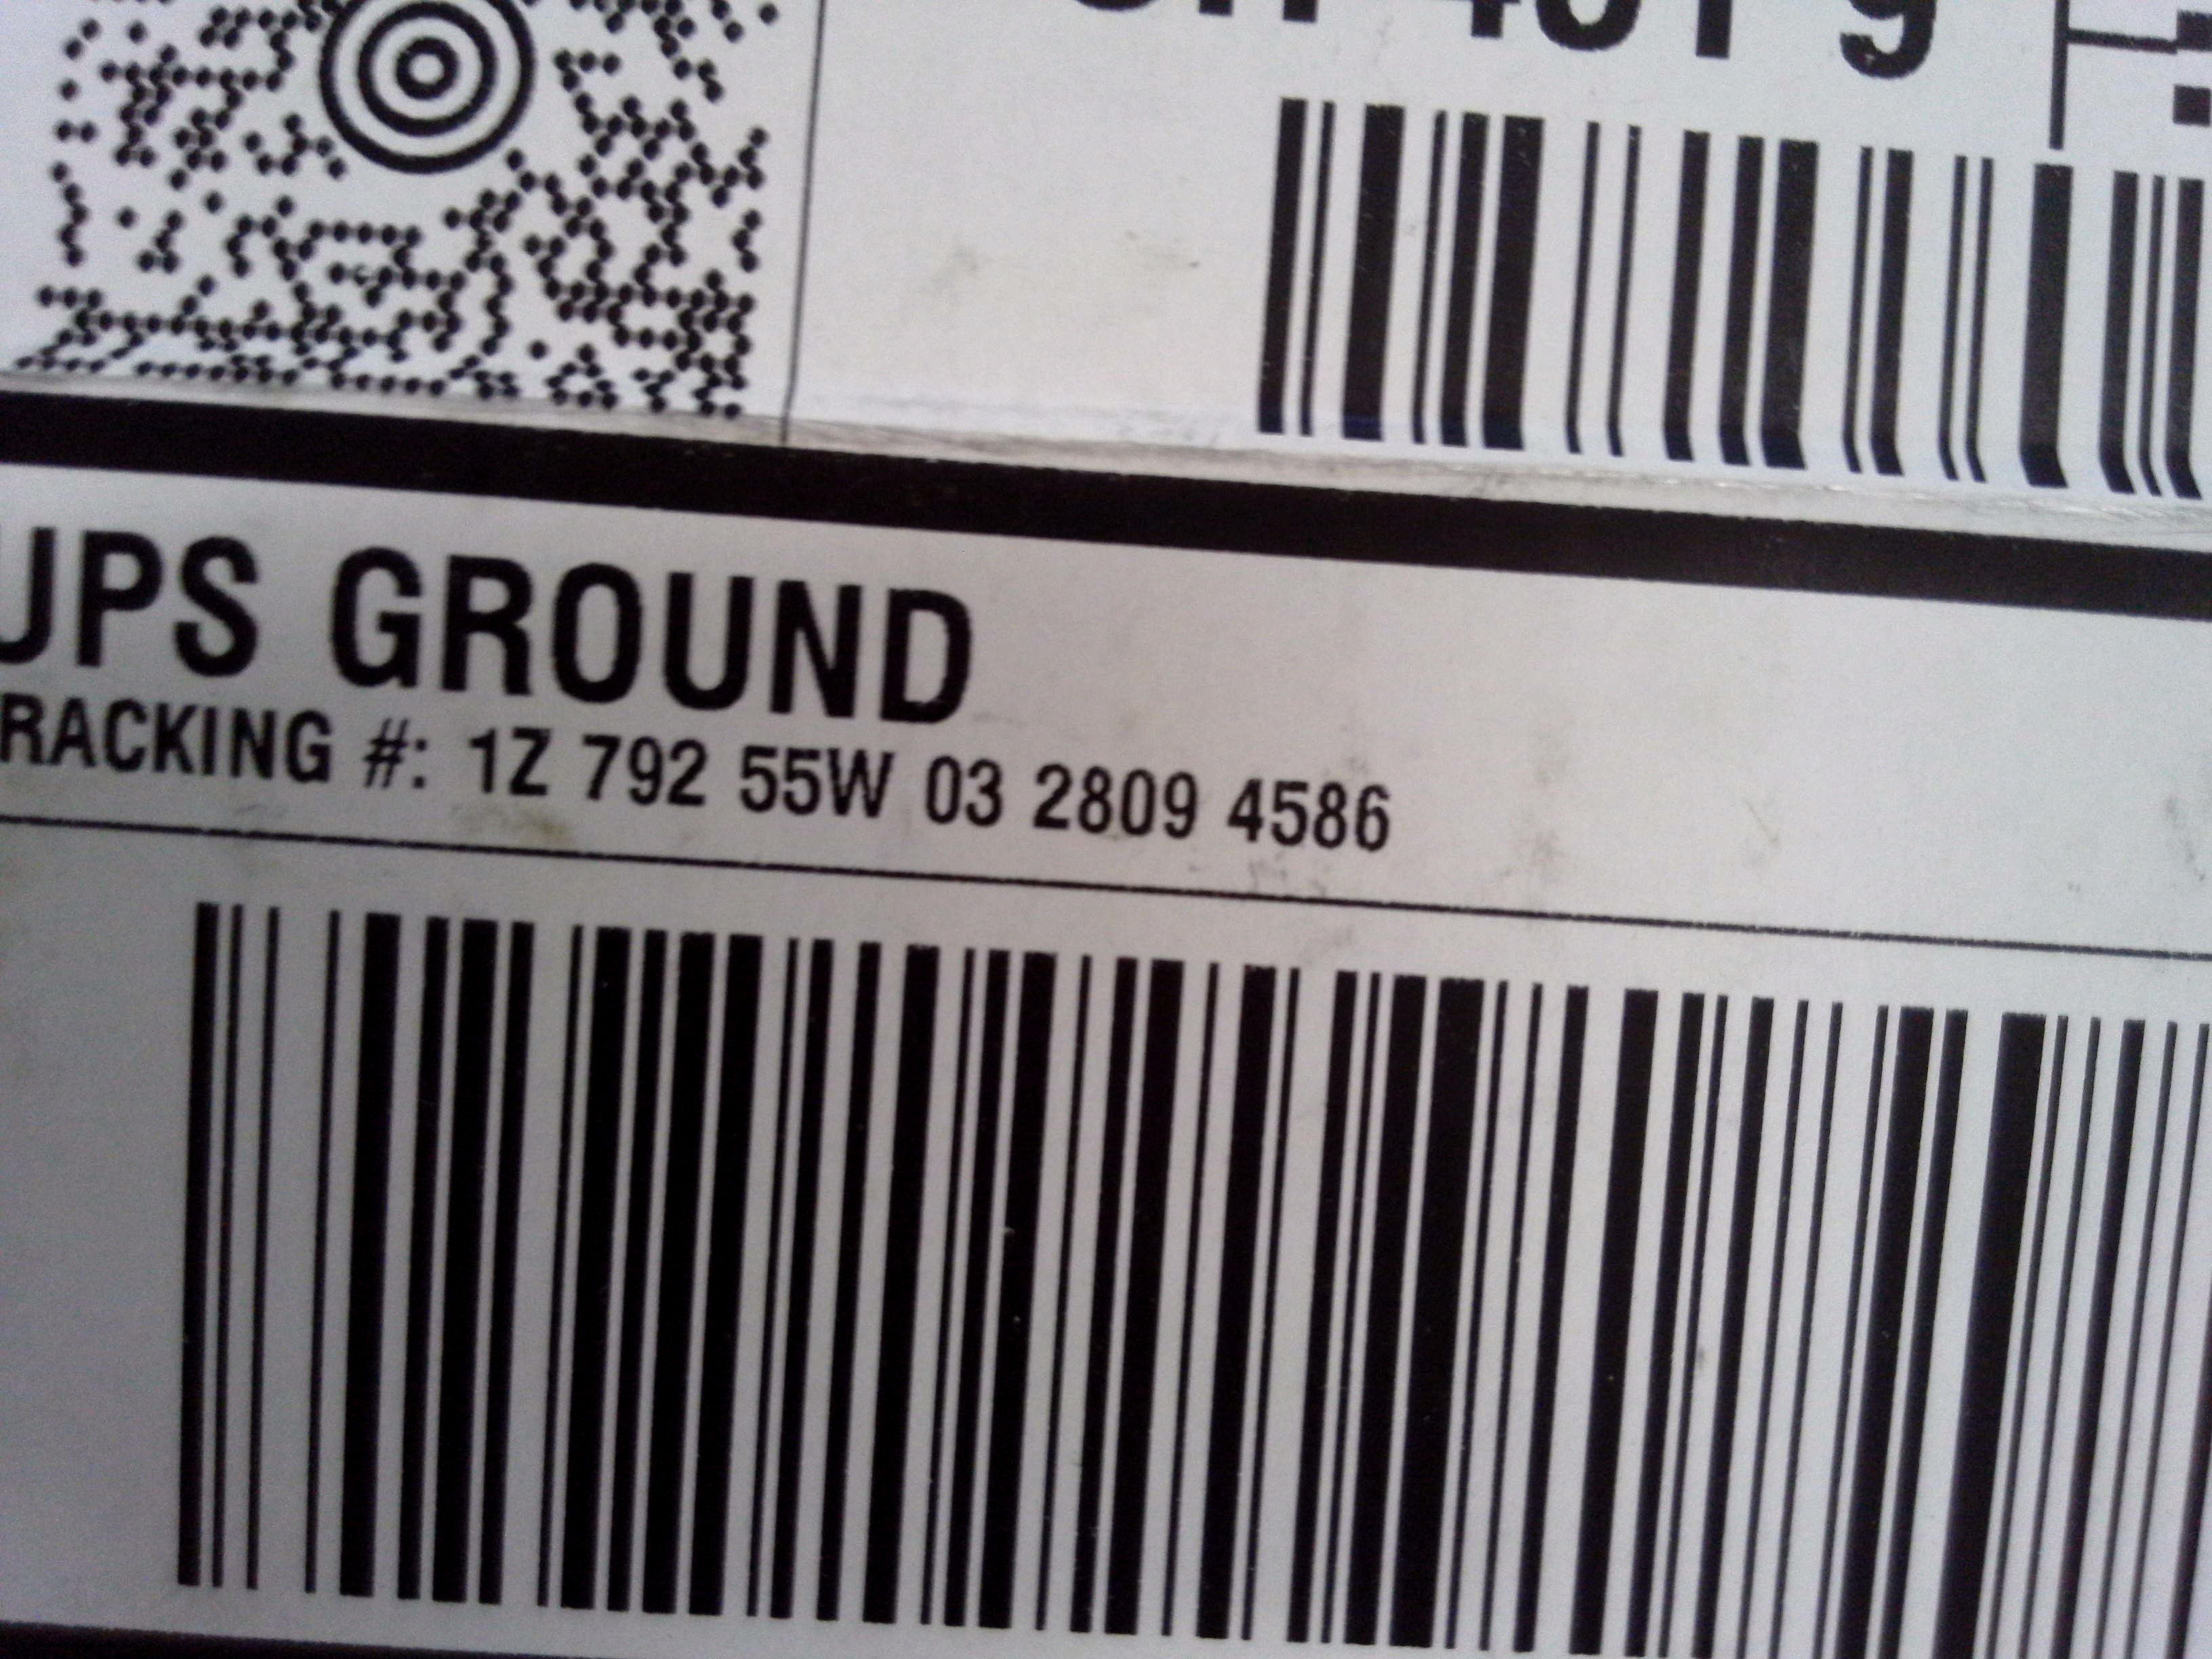 UPS GROUND
RACKING #: 1Z 792 55W 03 2809 4586